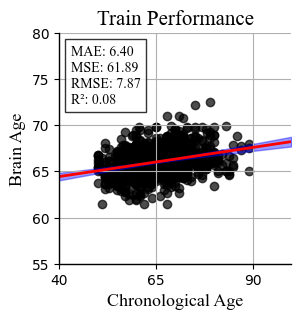 Train Performance
MAE: 6.40
MSE: 61.89
RMSE: 7.87
R²: 0.08
Brain Age
80
75
70
65
60
55
40
65
90
Chronological Age